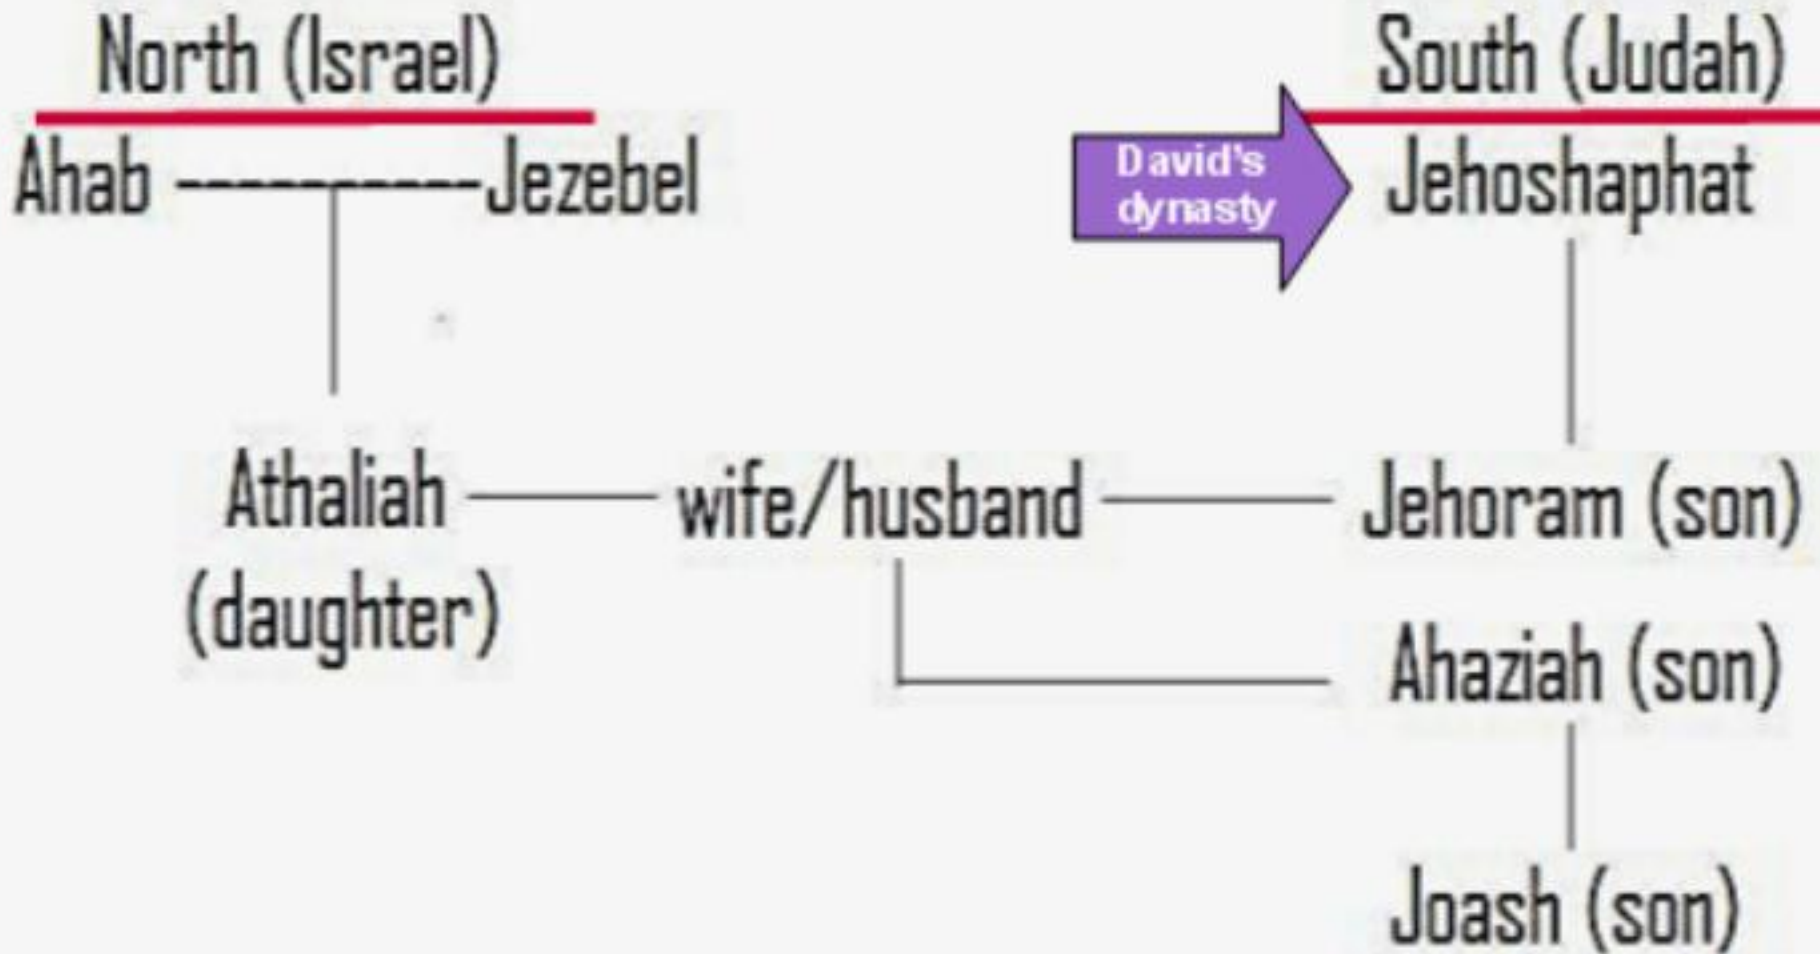 North (Israel)
South (Judah)
Ahab
Jezebel
David's
dynasty
Jehoshaphat
Athaliah
(daughter)
wife/husband
Jehoram (son)
Ahaziah (son)
Joash (son)